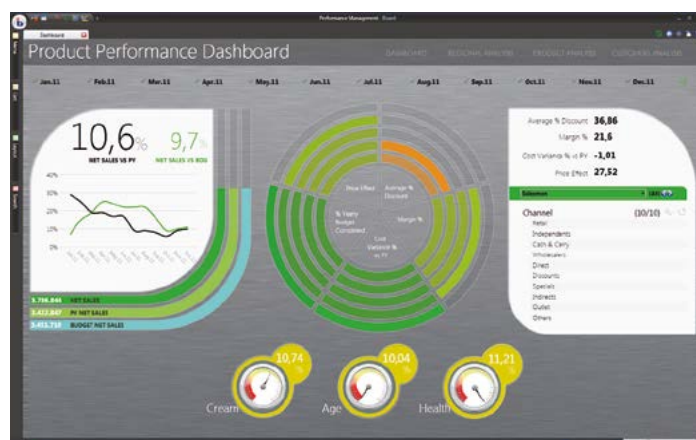 Performance Management Board
Dashboard
Product Performance Dashboard
DASHBOARD REGIONAL ANALYSIS PRODUCT ANALYSIS CUSTOMERS ANALYSIS
Jan.11 Feb.11 Mar.11 Apr.11 May.11 Jun.11 Jul.11 Aug.11 Sep.11 Oct.11 Nov.11 Dec.11
10,6%
NET SALES VS PY
9,7%
NET SALES VS BDG
40%
30%
20%
10%
0%
NET SALES
PY NET SALES
BUDGET NET SALES
Price Effect
Average % Discount
Margin %
Cost Variance % vs PY
% Yearly Budget Completed
Average % Discount 36,86
Margin % 21,6
Cost Variance % vs PY -1,01
Price Effect 27,52
Salesmen
Channel (10/10)
Retail
Independents
Cash & Carry
Wholesalers
Direct
Discounts
Specials
Indirects
Outlet
Others
Cream 10,74 %
Age 10,04 %
Health 11,21 %